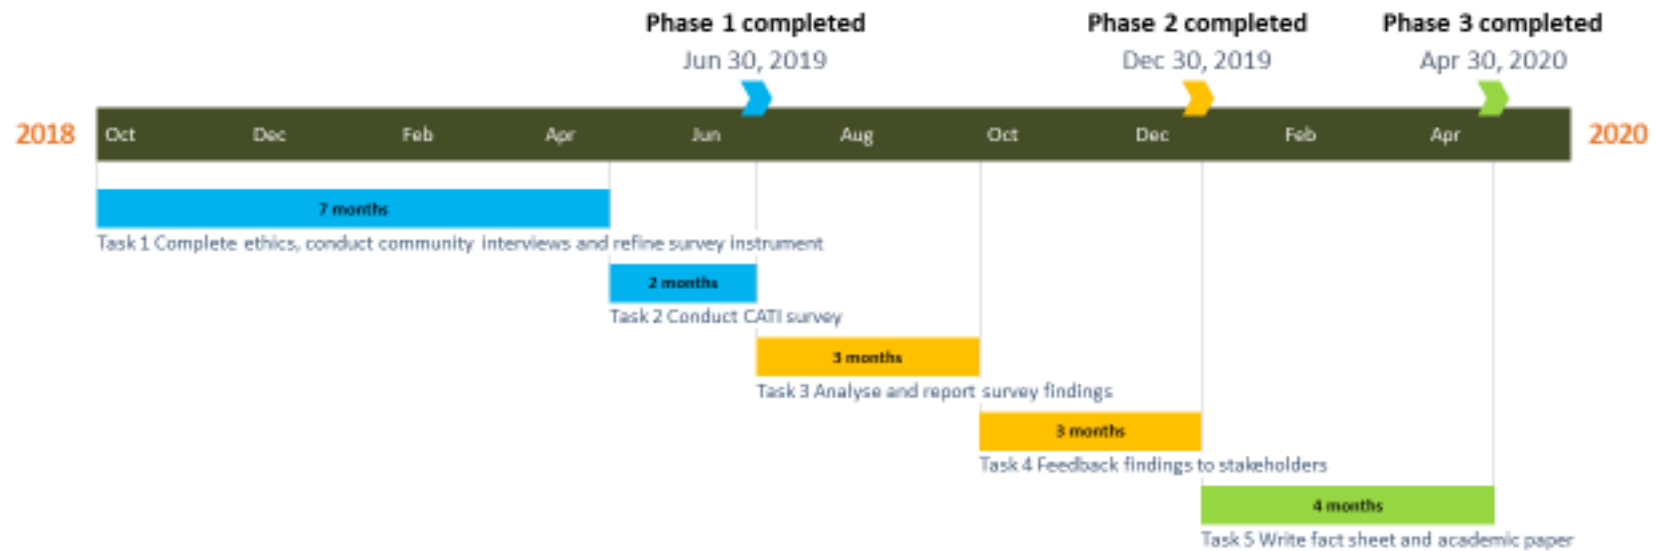 Phase 1 completed
Jun 30, 2019
Phase 2 completed
Dec 30, 2019
Phase 3 completed
Apr 30, 2020
2018 Oct Dec Feb Apr Jun Aug Oct Dec Feb Apr 2020
7 months
Task 1 Complete ethics, conduct community interviews and refine survey instrument
2 months
Task 2 Conduct CATI survey
3 months
Task 3 Analyse and report survey findings
3 months
Task 4 Feedback findings to stakeholders
4 months
Task 5 Write fact sheet and academic paper